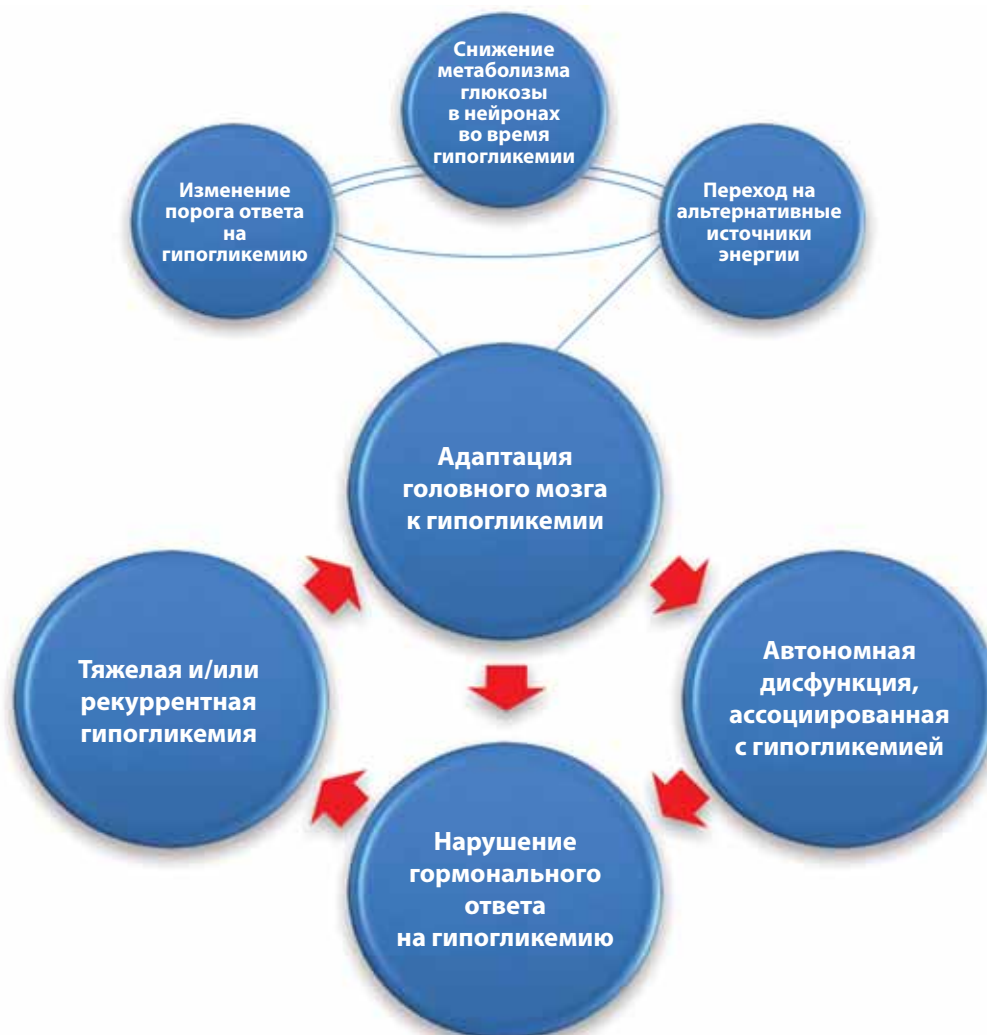 Снижение
метаболизма
глюкозы
в нейронах
во время
гипогликемии
Изменение
порога ответа
на
гипогликемию
Переход на
альтернативные
источники
энергии
Адаптация
головного мозга
к гипогликемии
Тяжелая и/или
рекуррентная
гипогликемия
Автономная
дисфункция,
ассоциированная
с гипогликемией
Нарушение
гормонального
ответа
на гипогликемию